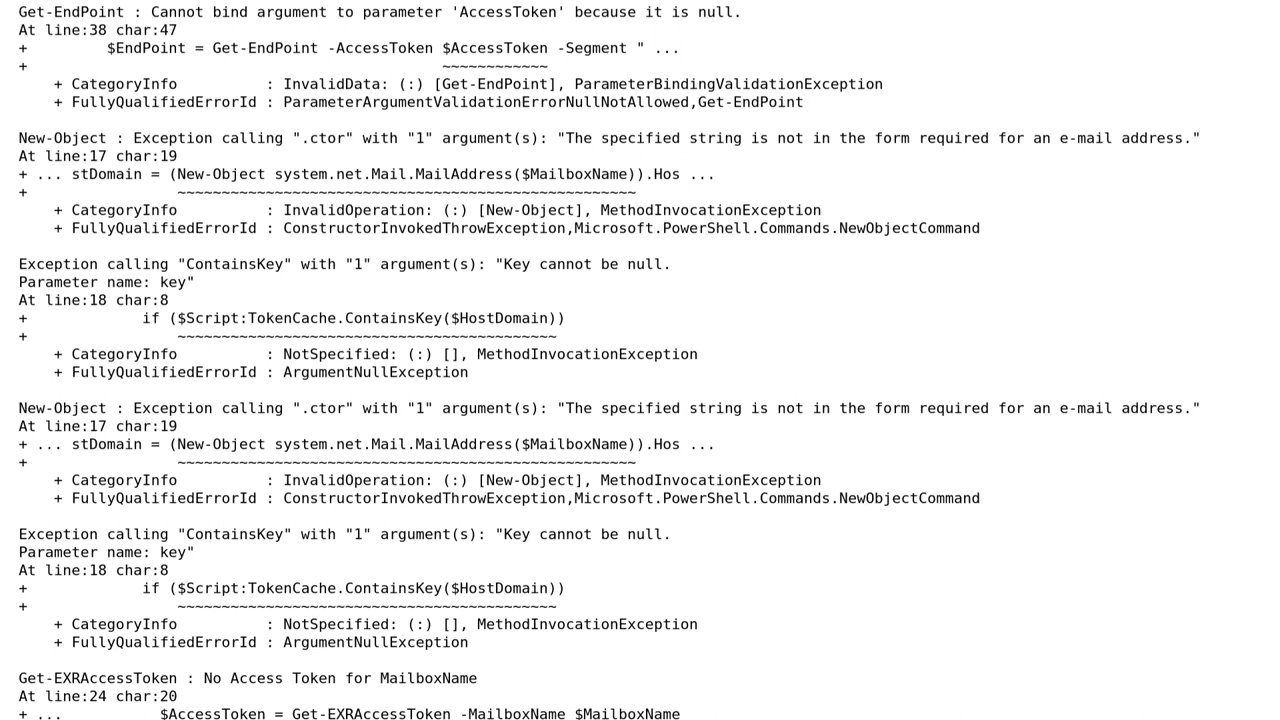 Get-EndPoint : Cannot bind argument to parameter 'AccessToken' because it is null.
At line:38 char:47
+         $EndPoint = Get-EndPoint -AccessToken $AccessToken -Segment " ...
+                                               ~~~~~~~~~~~~
    + CategoryInfo          : InvalidData: (:) [Get-EndPoint], ParameterBindingValidationException
    + FullyQualifiedErrorId : ParameterArgumentValidationErrorNullNotAllowed,Get-EndPoint

New-Object : Exception calling ".ctor" with "1" argument(s): "The specified string is not in the form required for an e-mail address."
At line:17 char:19
+ ... stDomain = (New-Object system.net.Mail.MailAddress($MailboxName)).Hos ...
+                 ~~~~~~~~~~~~~~~~~~~~~~~~~~~~~~~~~~~~~~~~~~~~~~~~~~~~
    + CategoryInfo          : InvalidOperation: (:) [New-Object], MethodInvocationException
    + FullyQualifiedErrorId : ConstructorInvokedThrowException,Microsoft.PowerShell.Commands.NewObjectCommand

Exception calling "ContainsKey" with "1" argument(s): "Key cannot be null.
Parameter name: key"
At line:18 char:8
+             if ($Script:TokenCache.ContainsKey($HostDomain))
+                 ~~~~~~~~~~~~~~~~~~~~~~~~~~~~~~~~~~~~~~~~~~~
    + CategoryInfo          : NotSpecified: (:) [], MethodInvocationException
    + FullyQualifiedErrorId : ArgumentNullException

New-Object : Exception calling ".ctor" with "1" argument(s): "The specified string is not in the form required for an e-mail address."
At line:17 char:19
+ ... stDomain = (New-Object system.net.Mail.MailAddress($MailboxName)).Hos ...
+                 ~~~~~~~~~~~~~~~~~~~~~~~~~~~~~~~~~~~~~~~~~~~~~~~~~~~~
    + CategoryInfo          : InvalidOperation: (:) [New-Object], MethodInvocationException
    + FullyQualifiedErrorId : ConstructorInvokedThrowException,Microsoft.PowerShell.Commands.NewObjectCommand

Exception calling "ContainsKey" with "1" argument(s): "Key cannot be null.
Parameter name: key"
At line:18 char:8
+             if ($Script:TokenCache.ContainsKey($HostDomain))
+                 ~~~~~~~~~~~~~~~~~~~~~~~~~~~~~~~~~~~~~~~~~~~
    + CategoryInfo          : NotSpecified: (:) [], MethodInvocationException
    + FullyQualifiedErrorId : ArgumentNullException

Get-EXRAccessToken : No Access Token for MailboxName
At line:24 char:20
+ ...           $AccessToken = Get-EXRAccessToken -MailboxName $MailboxName